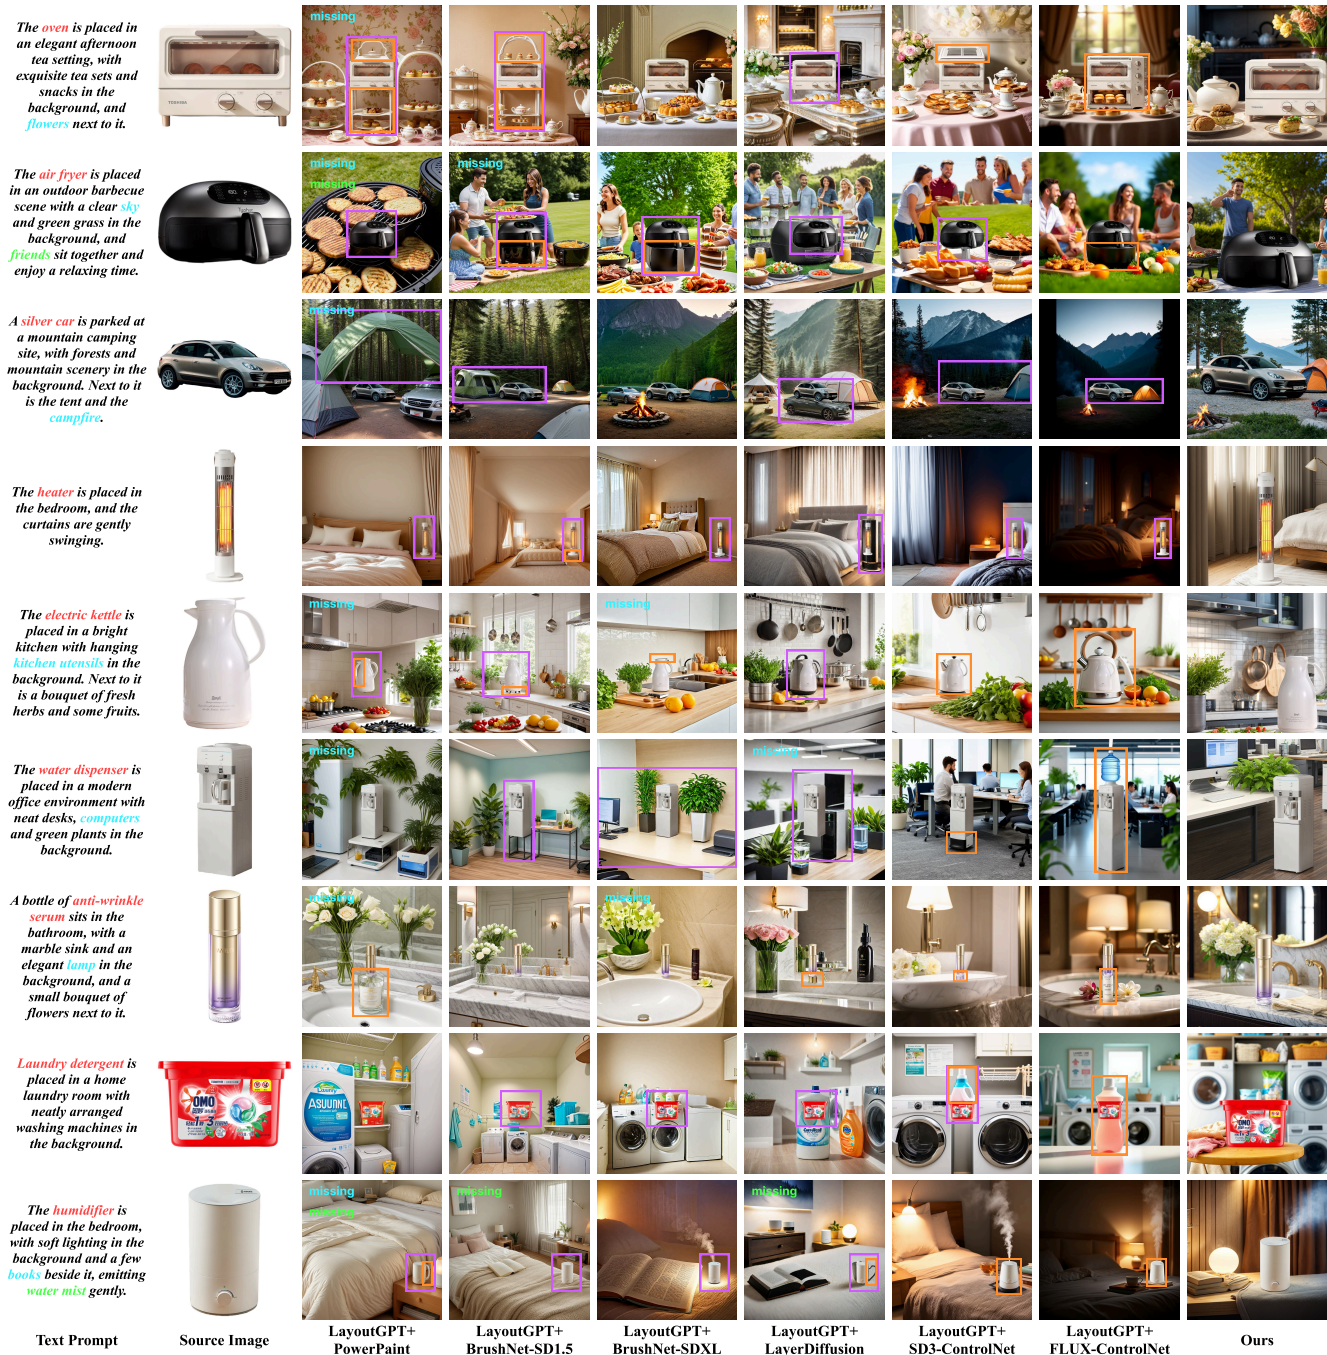 The oven is placed in
an elegant afternoon
tea setting, with
exquisite tea sets and
snacks in the
background, and
flowers next to it.
TOSHIBA
missing
The air fryer is placed
in an outdoor barbecue
scene with a clear sky
and green grass in the
background, and
friends sit together and
enjoy a relaxing time.
missing
missing
missing
A silver car is parked at
a mountain camping
site, with forests and
mountain scenery in the
background. Next to it
is the tent and the
campfire.
missing
The heater is placed in
the bedroom, and the
curtains are gently
swinging.
The electric kettle is
placed in a bright
kitchen with hanging
kitchen utensils in the
background. Next to it
is a bouquet of fresh
herbs and some fruits.
missing
missing
The water dispenser is
placed in a modern
office environment with
neat desks, computers
and green plants in the
background.
missing
missing
A bottle of anti-wrinkle
serum sits in the
bathroom, with a
marble sink and an
elegant lamp in the
background, and a
small bouquet of
flowers next to it.
missing
missing
Laundry detergent is
placed in a home
laundry room with
neatly arranged
washing machines in
the background.
OMO
OMO
The humidifier is
placed in the bedroom,
with soft lighting in the
background and a few
books beside it, emitting
water mist gently.
missing
missing
missing
missing
Text Prompt
Source Image
LayoutGPT+
PowerPaint
LayoutGPT+
BrushNet-SD1.5
LayoutGPT+
BrushNet-SDXL
LayoutGPT+
LayerDiffusion
LayoutGPT+
SD3-ControlNet
LayoutGPT+
FLUX-ControlNet
Ours